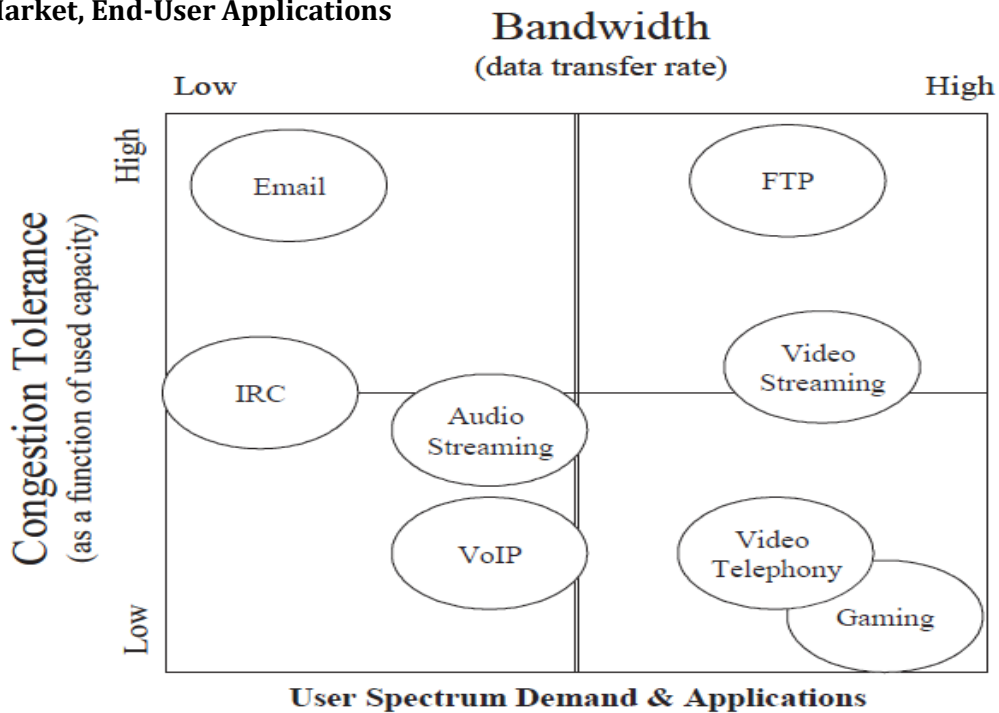 Market, End-User Applications
Bandwidth
(data transfer rate)
Low
High
High
Low
Congestion Tolerance
(as a function of used capacity)
Email
FTP
Video
Streaming
IRC
Audio
Streaming
VoIP
Video
Telephony
Gaming
User Spectrum Demand & Applications